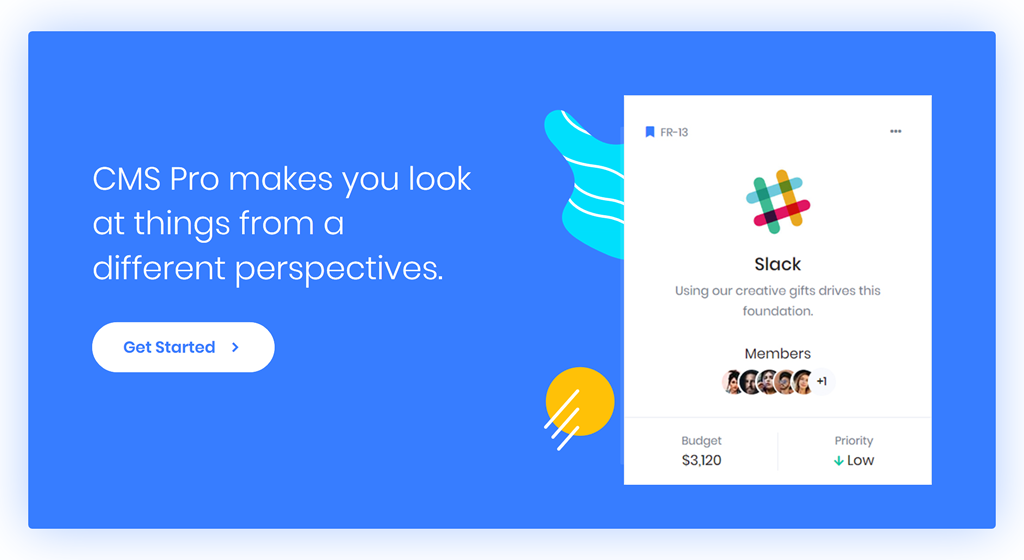 CMS Pro makes you look
at things from a
different perspectives.
Get Started
FR-13
Slack
Using our creative gifts drives this
foundation.
Members
+1
Budget
$3,120
Priority
Low